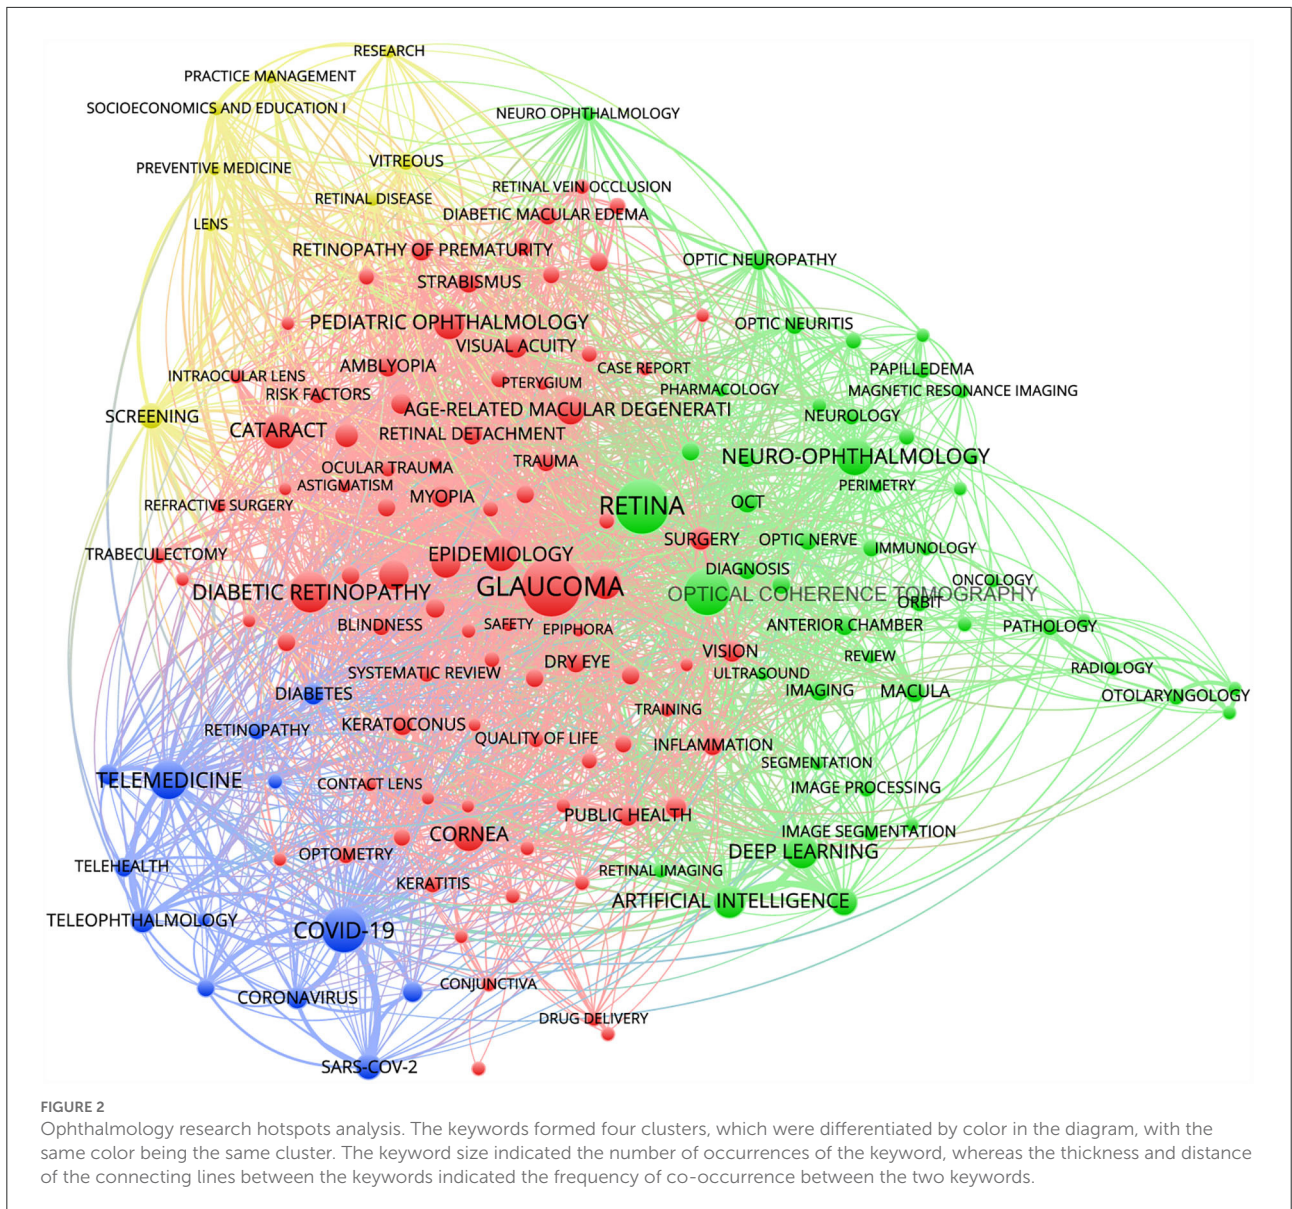 RESEARCH
PRACTICE MANAGEMENT
SOCIOECONOMICS AND EDUCATION I
NEURO OPHTHALMOLOGY
PREVENTIVE MEDICINE
VITREOUS
RETINAL VEIN OCCLUSION
RETINAL DISEASE
DIABETIC MACULAR EDEMA
LENS
RETINOPATHY OF PREMATURITY
OPTIC NEUROPATHY
STRABISMUS
PEDIATRIC OPHTHALMOLOGY
OPTIC NEURITIS
VISUAL ACUITY
AMBLYOPIA
CASE REPORT
PAPILLEDEMA
INTRAOCULAR LENS
PTERYGIUM
PHARMACOLOGY
MAGNETIC RESONANCE IMAGING
RISK FACTORS
AGE-RELATED MACULAR DEGENERATI
SCREENING
NEUROLOGY
CATARACT
RETINAL DETACHMENT
NEURO-OPHTHALMOLOGY
OCULAR TRAUMA
TRAUMA
ASTIGMATISM
PERIMETRY
MYOPIA
REFRACTIVE SURGERY
RETINA
OCT
SURGERY
OPTIC NERVE
IMMUNOLOGY
TRABECULECTOMY
EPIDEMIOLOGY
DIAGNOSIS
ONCOLOGY
GLAUCOMA
DIABETIC RETINOPATHY
OPTICAL COHERENCE TOMOGRAPHY
ORBIT
BLINDNESS
SAFETY
EPIPHORA
ANTERIOR CHAMBER
PATHOLOGY
VISION
REVIEW
DRY EYE
SYSTEMATIC REVIEW
ULTRASOUND
RADIOLOGY
DIABETES
IMAGING
MACULA
OTOLARYNGOLOGY
TRAINING
RETINOPATHY
KERATOCONUS
QUALITY OF LIFE
INFLAMMATION
SEGMENTATION
TELEMEDICINE
CONTACT LENS
IMAGE PROCESSING
PUBLIC HEALTH
CORNEA
IMAGE SEGMENTATION
OPTOMETRY
DEEP LEARNING
TELEHEALTH
RETINAL IMAGING
KERATITIS
ARTIFICIAL INTELLIGENCE
TELEOPHTHALMOLOGY
COVID-19
CONJUNCTIVA
CORONAVIRUS
DRUG DELIVERY
SARS-COV-2
FIGURE 2
Ophthalmology research hotspots analysis. The keywords formed four clusters, which were differentiated by color in the diagram, with the
same color being the same cluster. The keyword size indicated the number of occurrences of the keyword, whereas the thickness and distance
of the connecting lines between the keywords indicated the frequency of co-occurrence between the two keywords.